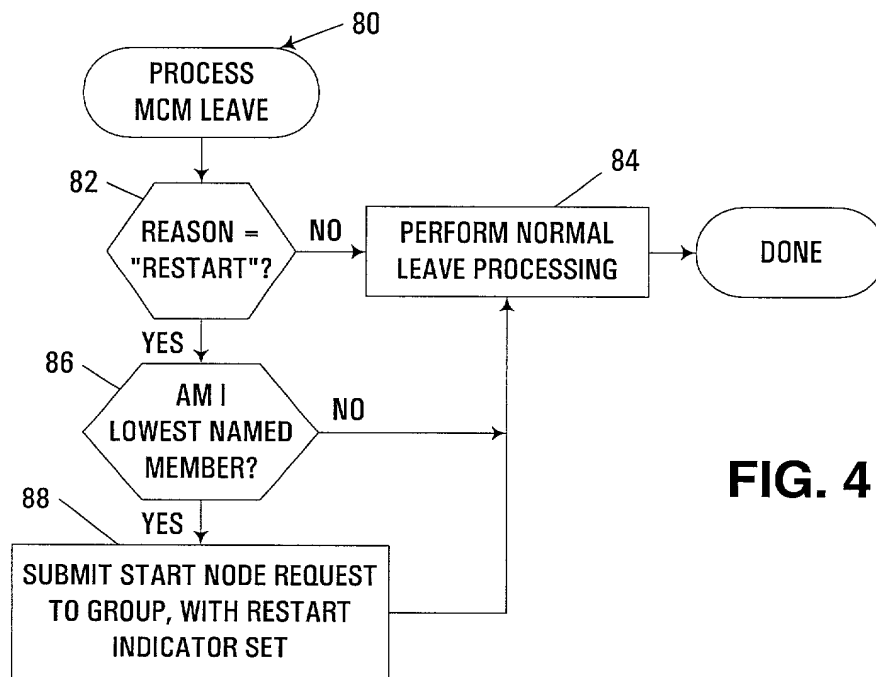 80
PROCESS
MCM LEAVE
82
REASON =
"RESTART"?
NO
84
PERFORM NORMAL
LEAVE PROCESSING
DONE
YES
86
AM I
LOWEST NAMED
MEMBER?
NO
YES
88
SUBMIT START NODE REQUEST
TO GROUP, WITH RESTART
INDICATOR SET
FIG. 4